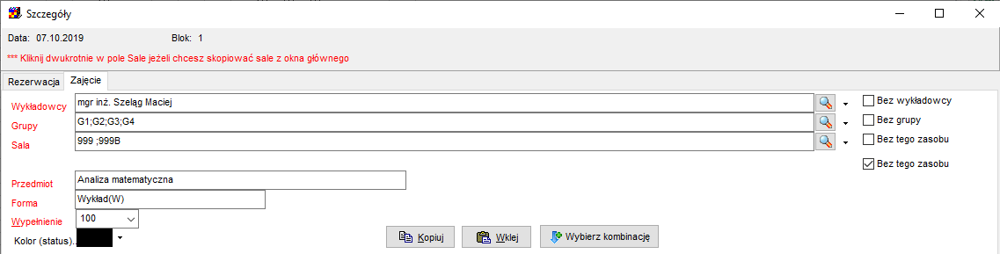 Szczegóły
Data: 07.10.2019 Blok: 1
*** Kliknij dwukrotnie w pole Sale jeżeli chcesz skopiować sale z okna głównego
Rezerwacja Zajęcie
Wykładowcy mgr inż. Szeląg Maciej Bez wykładowcy
Grupy G1;G2;G3;G4 Bez grupy
Sala 999 ;999B Bez tego zasobu
Bez tego zasobu
Przedmiot Analiza matematyczna
Forma Wykład(W)
Wypełnienie 100
Kolor (status).. Kopiuj Wklej Wybierz kombinację